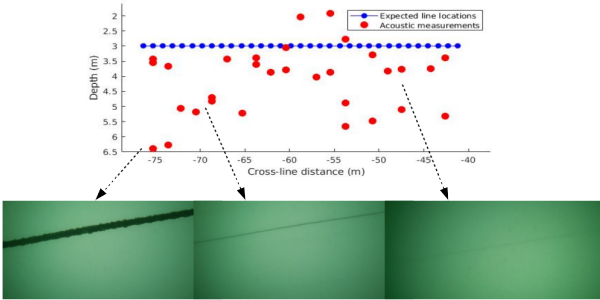 Expected line locations
Acoustic measurements
2
2.5
3
3.5
4
4.5
5
5.5
6
6.5
Depth (m)
-75 -70 -65 -60 -55 -50 -45 -40
Cross-line distance (m)